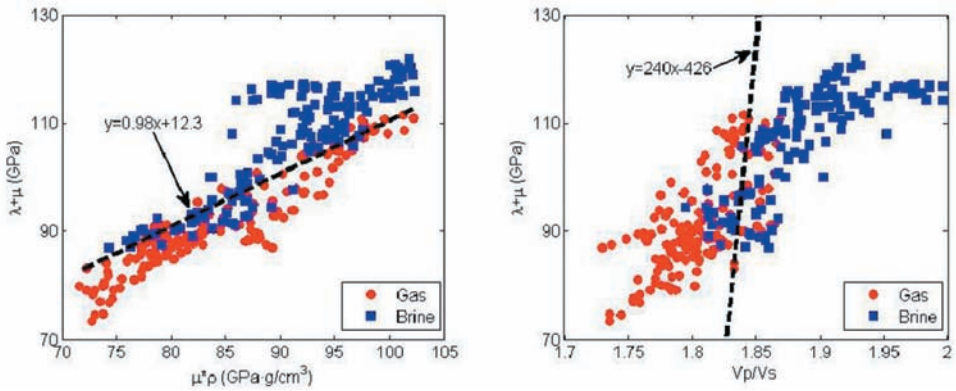 130
110
90
70
λ+μ (GPa)
y=0.98x+12.3
Gas
Brine
70 75 80 85 90 95 100 105
μ*ρ (GPa·g/cm³)
130
110
90
70
λ+μ (GPa)
y=240x-426
Gas
Brine
1.7 1.75 1.8 1.85 1.9 1.95 2
Vp/Vs